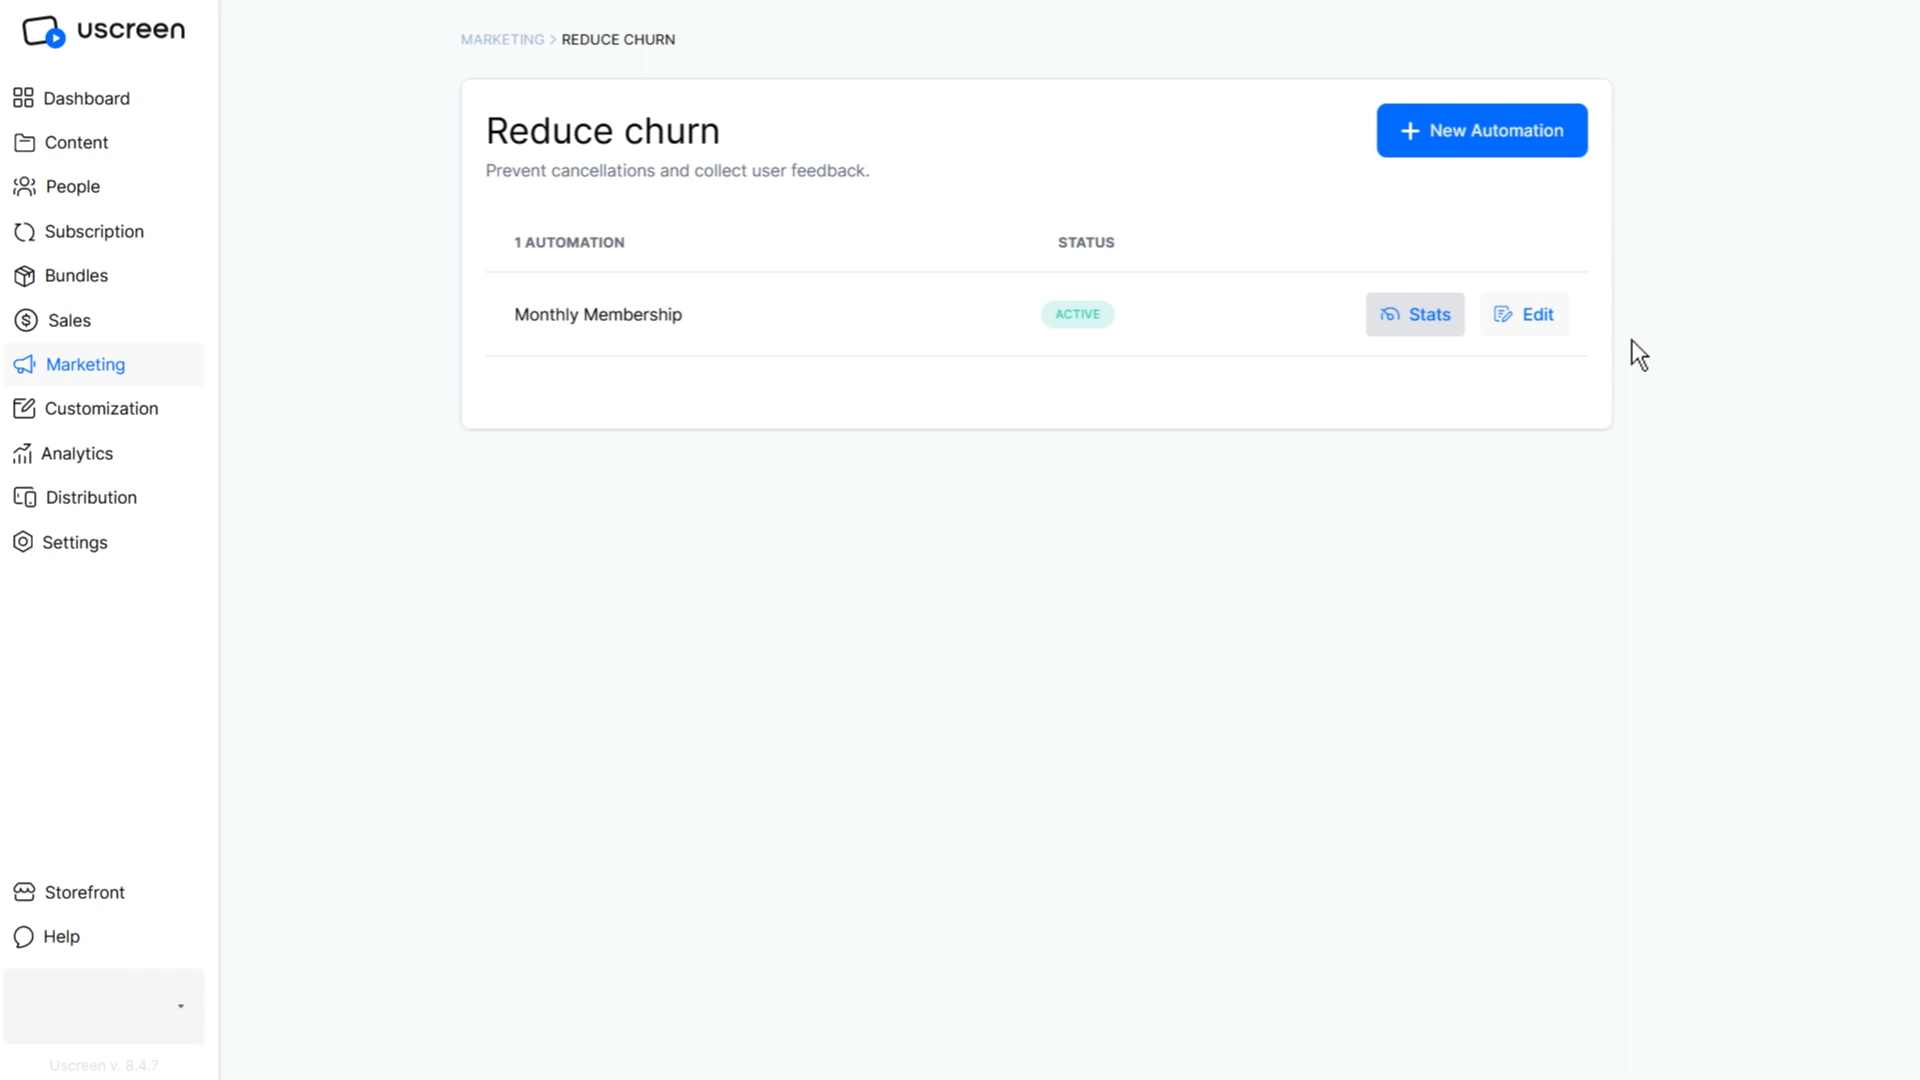 uscreen
Dashboard
Content
People
Subscription
Bundles
Sales
Marketing
Customization
Analytics
Distribution
Settings
Storefront
Help
Uscreen v. 8.4.7
MARKETING > REDUCE CHURN
Reduce churn
+ New Automation
Prevent cancellations and collect user feedback.
1 AUTOMATION STATUS
Monthly Membership ACTIVE Stats Edit